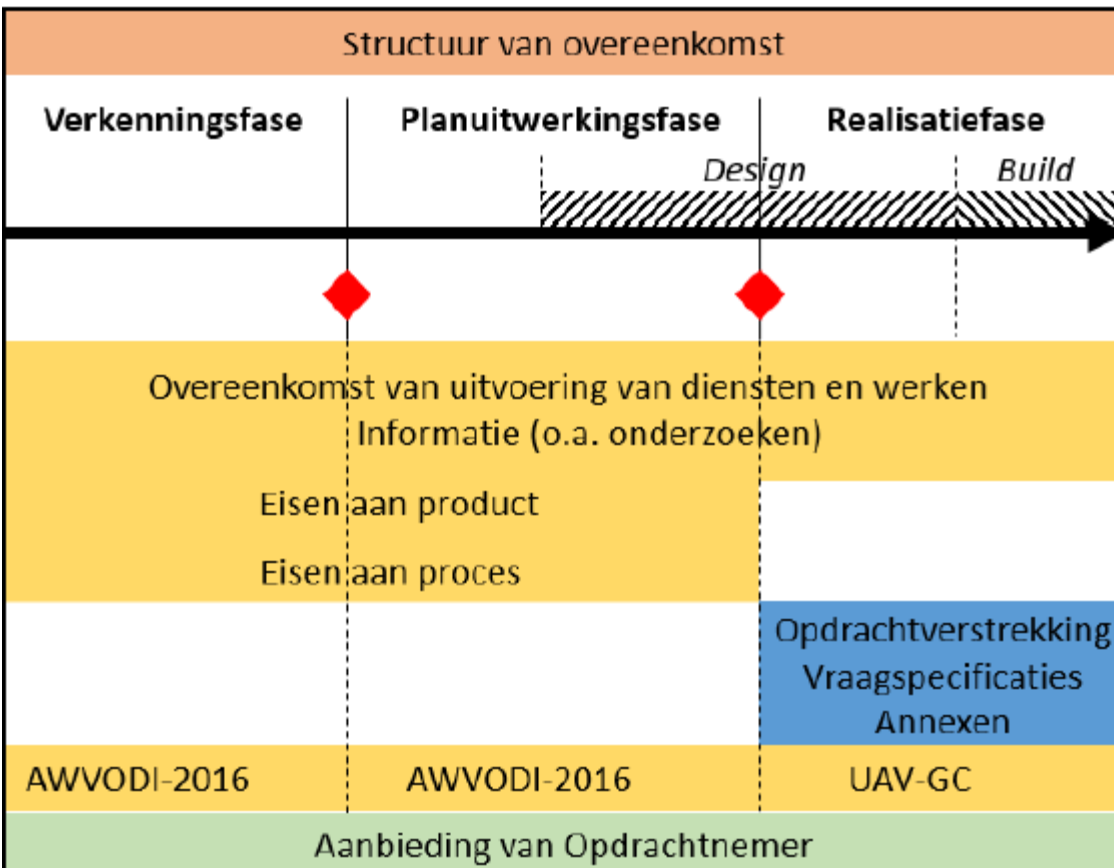 Structuur van overeenkomst
Verkenningsfase
Planuitwerkingsfase
Realisatiefase
Design
Build
Overeenkomst van uitvoering van diensten en werken
Informatie (o.a. onderzoeken)
Eisen aan product
Eisen aan proces
Opdrachtverstrekking
Vraagspecificaties
Annexen
AWVODI-2016
AWVODI-2016
UAV-GC
Aanbieding van Opdrachtnemer